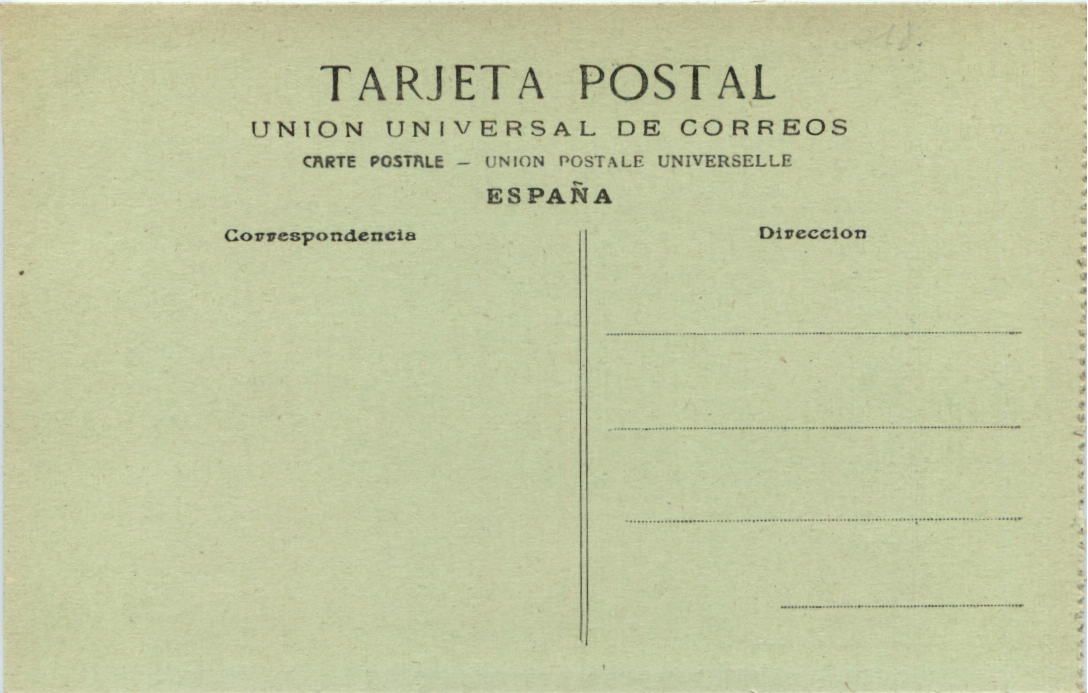 TARJETA POSTAL
UNION UNIVERSAL DE CORREOS
CARTE POSTALE — UNION POSTALE UNIVERSELLE
ESPAÑA
Correspondencia
Direccion